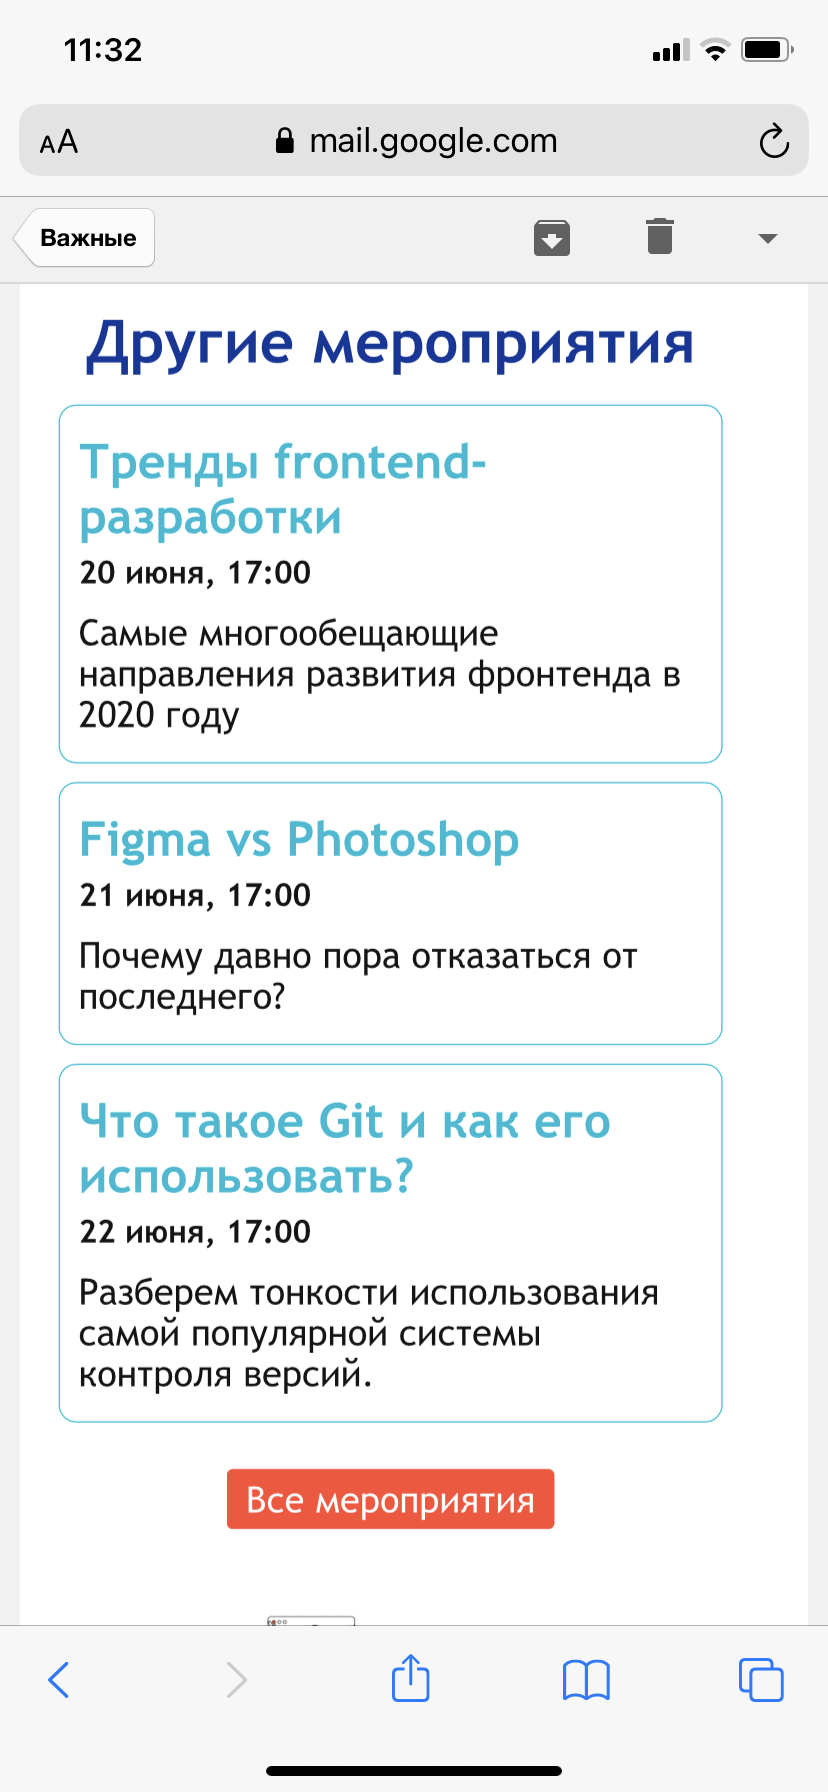 11:32
AA
mail.google.com
Важные
Другие мероприятия
Тренды frontend-
разработки
20 июня, 17:00
Самые многообещающие
направления развития фронтенда в
2020 году
Figma vs Photoshop
21 июня, 17:00
Почему давно пора отказаться от
последнего?
Что такое Git и как его
использовать?
22 июня, 17:00
Разберем тонкости использования
самой популярной системы
контроля версий.
Все мероприятия